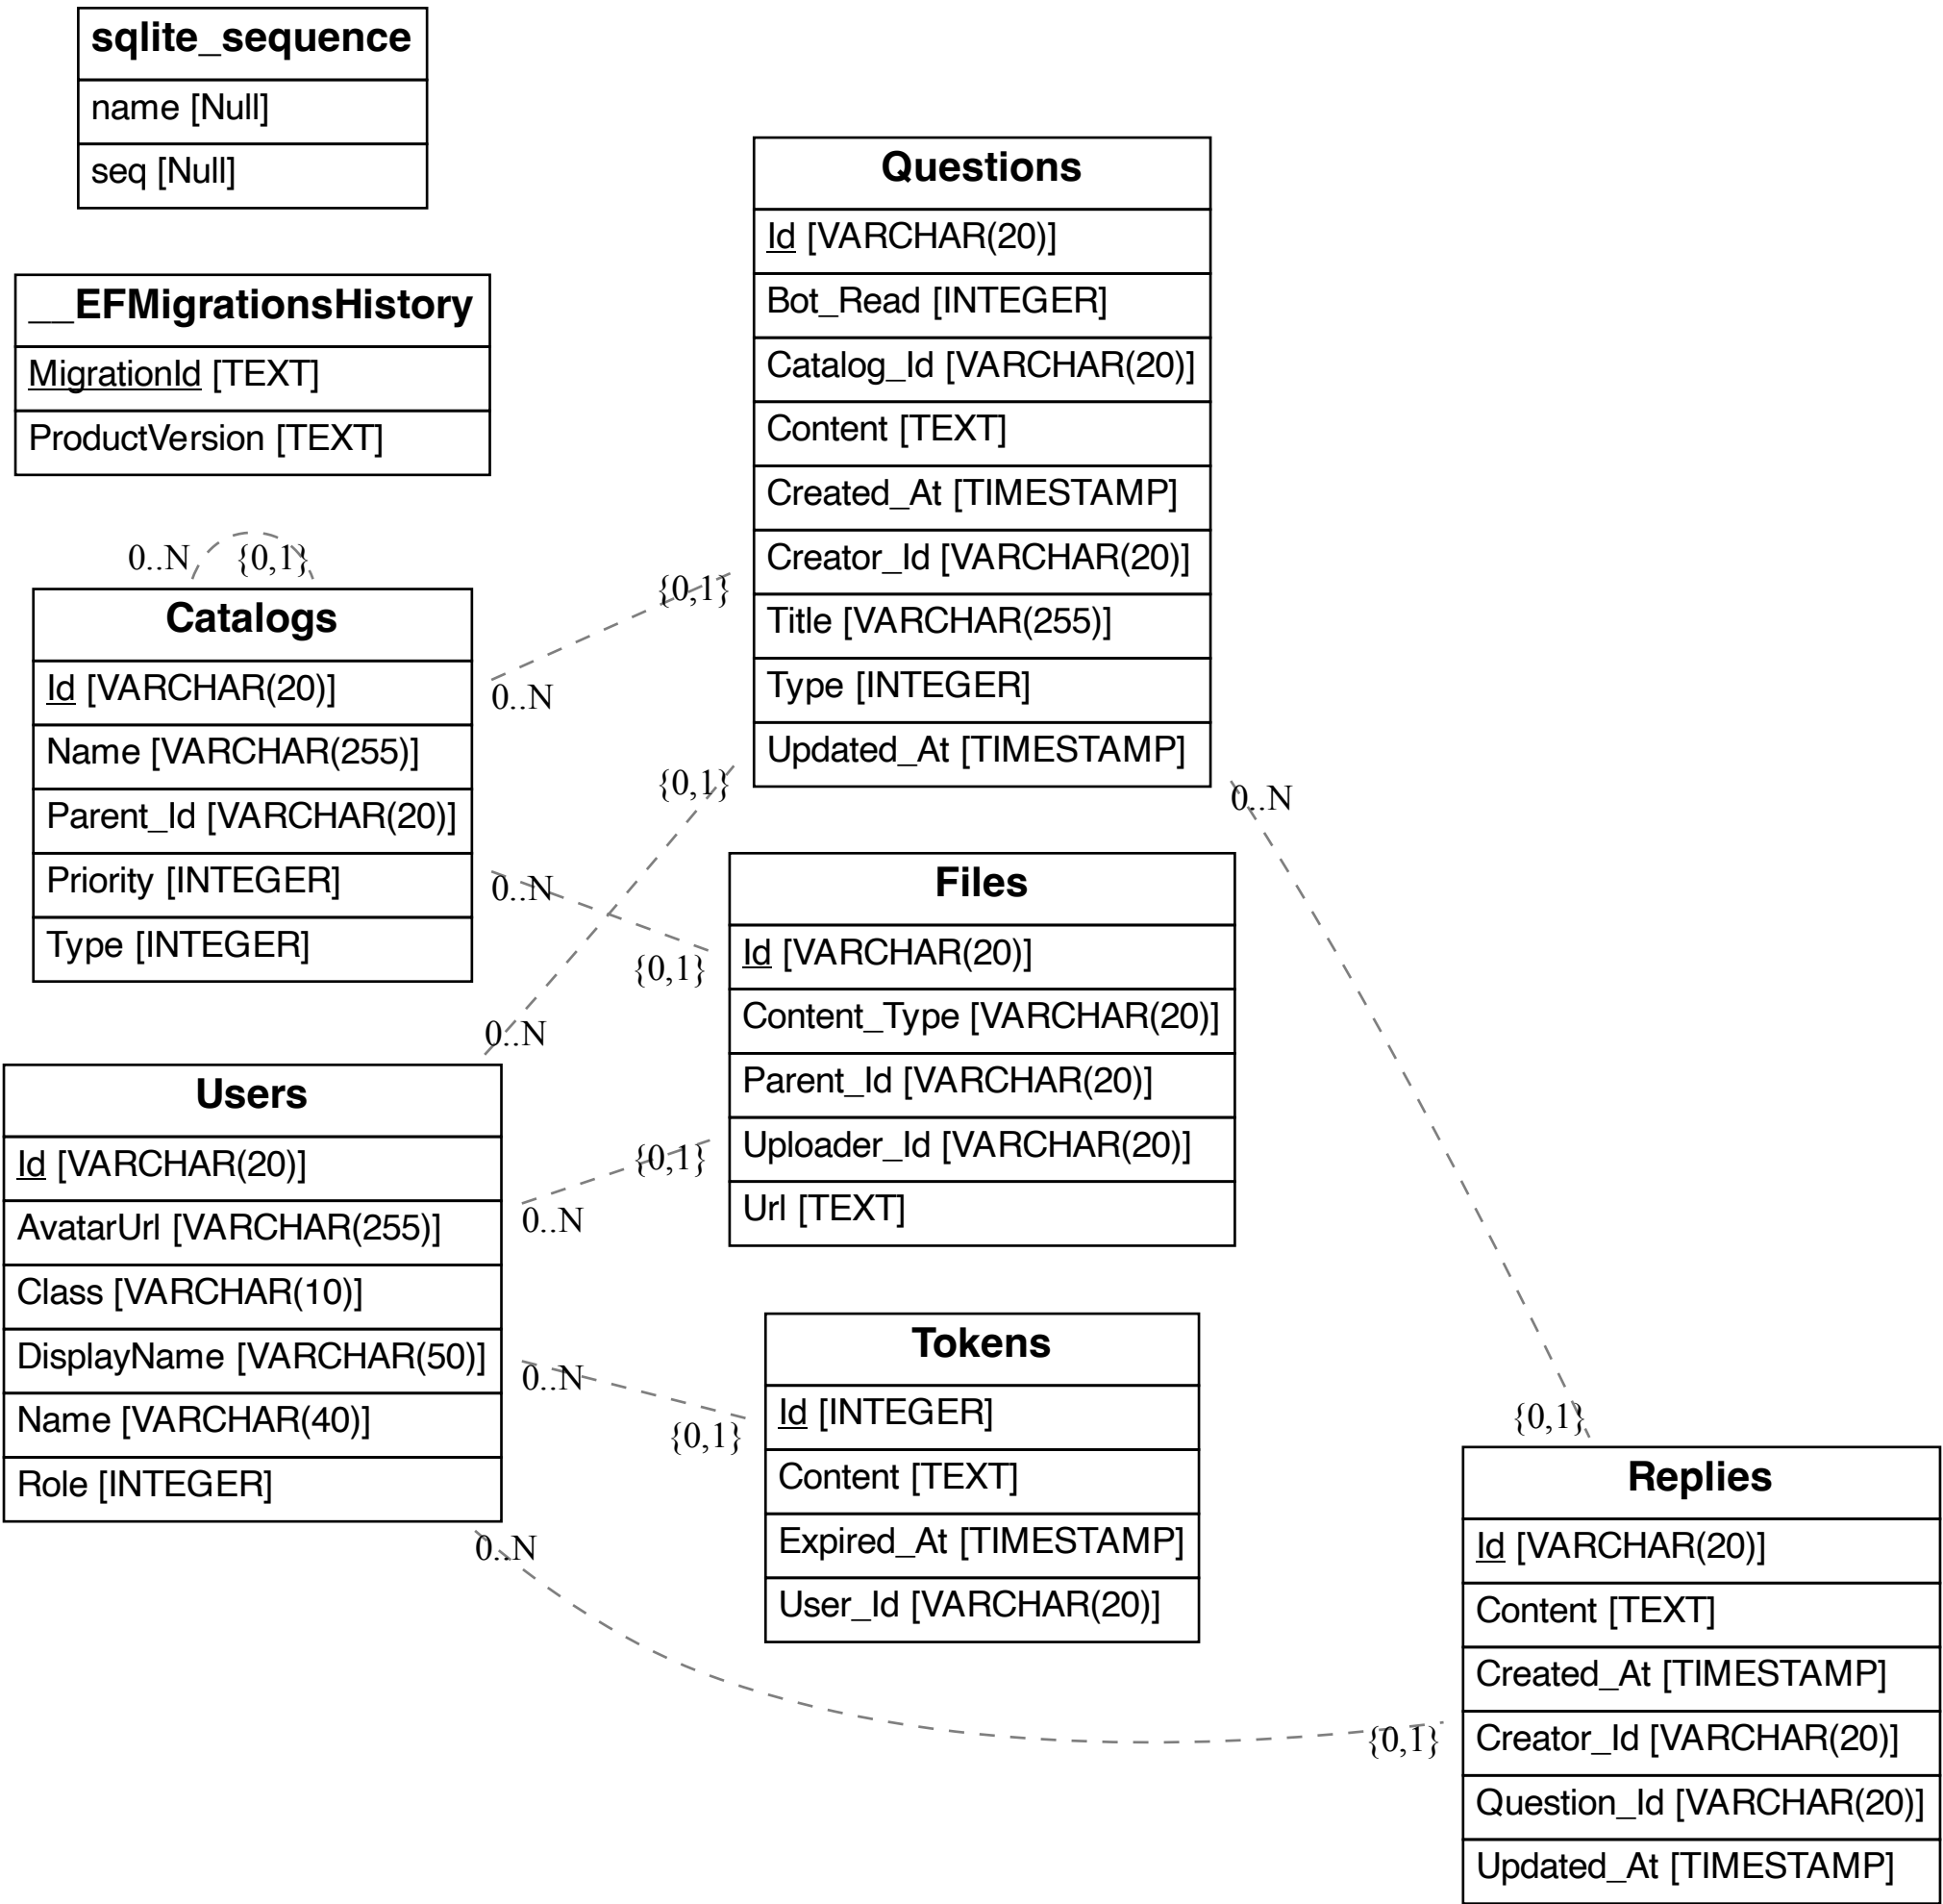 sqlite_sequence
name [Null]
seq [Null]
__EFMigrationsHistory
MigrationId [TEXT]
ProductVersion [TEXT]
0..N {0,1}
Catalogs
Id [VARCHAR(20)]
Name [VARCHAR(255)]
Parent_Id [VARCHAR(20)]
Priority [INTEGER]
Type [INTEGER]
Questions
Id [VARCHAR(20)]
Bot_Read [INTEGER]
Catalog_Id [VARCHAR(20)]
Content [TEXT]
Created_At [TIMESTAMP]
Creator_Id [VARCHAR(20)]
Title [VARCHAR(255)]
Type [INTEGER]
Updated_At [TIMESTAMP]
{0,1}
0..N
{0,1}
0..N
0..N
{0,1}
0..N
Users
Id [VARCHAR(20)]
AvatarUrl [VARCHAR(255)]
Class [VARCHAR(10)]
DisplayName [VARCHAR(50)]
Name [VARCHAR(40)]
Role [INTEGER]
Files
Id [VARCHAR(20)]
Content_Type [VARCHAR(20)]
Parent_Id [VARCHAR(20)]
Uploader_Id [VARCHAR(20)]
Url [TEXT]
{0,1}
0..N
0..N
{0,1}
Tokens
Id [INTEGER]
Content [TEXT]
Expired_At [TIMESTAMP]
User_Id [VARCHAR(20)]
{0,1}
0..N
{0,1}
Replies
Id [VARCHAR(20)]
Content [TEXT]
Created_At [TIMESTAMP]
Creator_Id [VARCHAR(20)]
Question_Id [VARCHAR(20)]
Updated_At [TIMESTAMP]